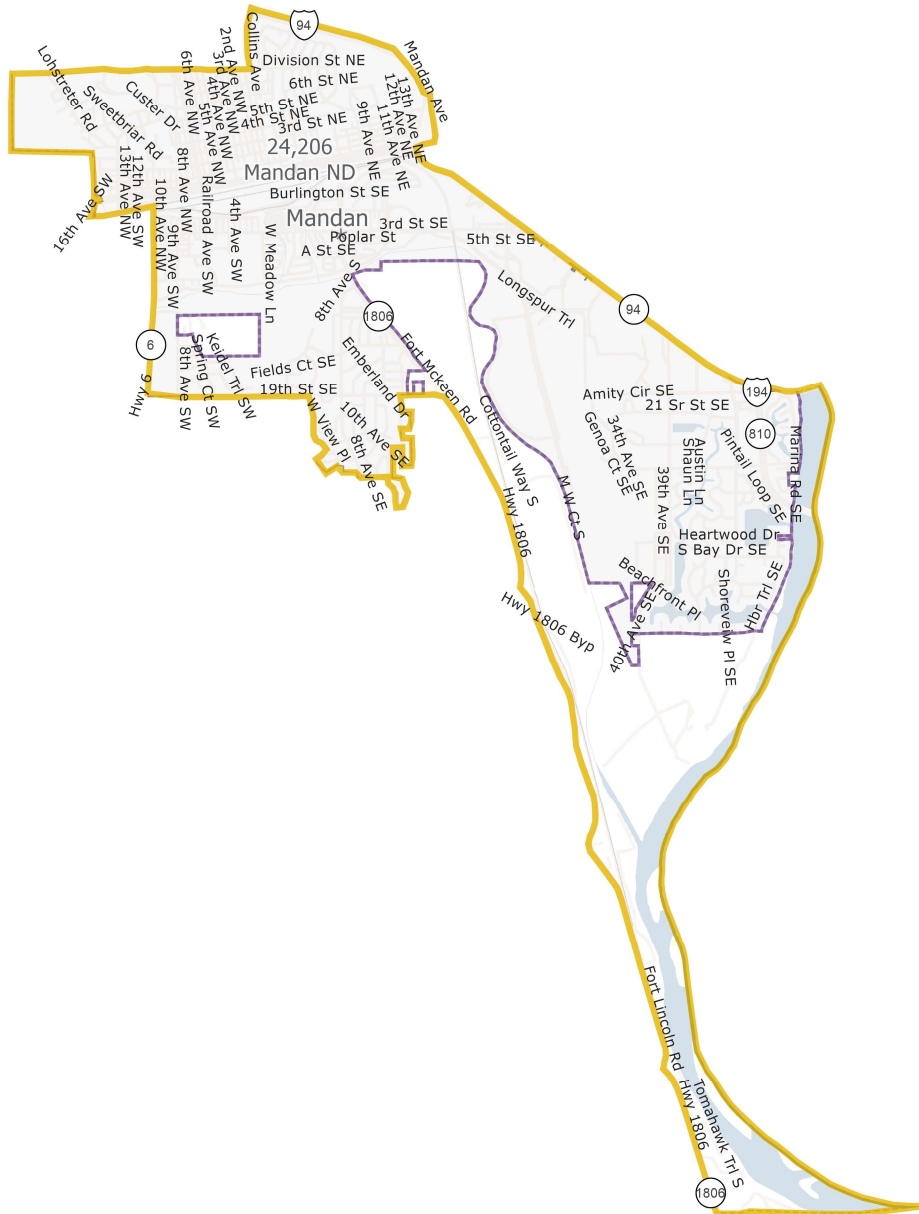 94
Collins Ave
2nd Ave NW
3rd Ave NW
Division St NE
Mandan Ave
Lohstreter Rd
Sweetbriar Rd
Custer Dr
6th Ave NW
4th Ave NW
5th Ave NW
6th St NE
5th St NE
4th St NE
3rd St NE
9th Ave NE
13th Ave NE
12th Ave NE
11th Ave NE
24,206
Mandan ND
Burlington St SE
Mandan
3rd St SE
Poplar St
A St SE
5th St SE
16th Ave SW
13th Ave NW
12th Ave SW
10th Ave NW
8th Ave NW
9th Ave SW
Railroad Ave SW
4th Ave SW
W Meadow Ln
8th Ave S
Longspur Trl
94
1806
6
Hwy 6
Keidel Trl SW
Spring Ct SW
8th Ave SW
Fields Ct SE
19th St SE
Emberland Dr
Fort Mckeen Rd
W View Pl
10th Ave SE
8th Ave SE
Cottontail Way S
194
Amity Cir SE
21 Sr St SE
810
34th Ave SE
Genoa Ct SE
Austin Ln
Shaun Ln
39th Ave SE
Pintail Loop SE
Marina Rd SE
M W Ct S
Hwy 1806
Heartwood Dr
S Bay Dr SE
Beachfront Pl
Shoreveiw Pl SE
Hbr Trl SE
40th Ave SE
Hwy 1806 Byp
Fort Lincoln Rd
Hwy 1806
Tomahawk Trl S
1806